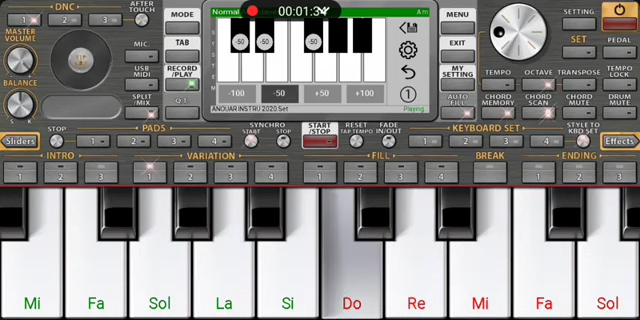 DNC
1 2 3
AFTER TOUCH
MASTER VOLUME
BALANCE
MIC.
USB MIDI
SPLIT /MIX
MODE
TAB
RECORD /PLAY
Q.1
Normal
00:01:34
Am
-50 -50 -50
-100 -50 +50 +100
ANOUAR INSTRU 2020.Set
Playing
MENU
EXIT
MY SETTING
AUTO FILL
SETTING
SET
PEDAL
TEMPO OCTAVE TRANSPOSE TEMPO LOCK
CHORD MEMORY CHORD SCAN CHORD MUTE DRUM MUTE
Sliders
STOP
PADS
1 2 3 4
SYNCHRO
START STOP
START /STOP
RESET TAP.TEMPO
FADE IN/OUT
KEYBOARD SET
1 2 3 4
STYLE TO KBD SET
Effects
INTRO VARIATION FILL BREAK ENDING
1 2 1 2 3 4 1 2 3 4 1 2 3
Mi Fa Sol La Si Do Re Mi Fa Sol